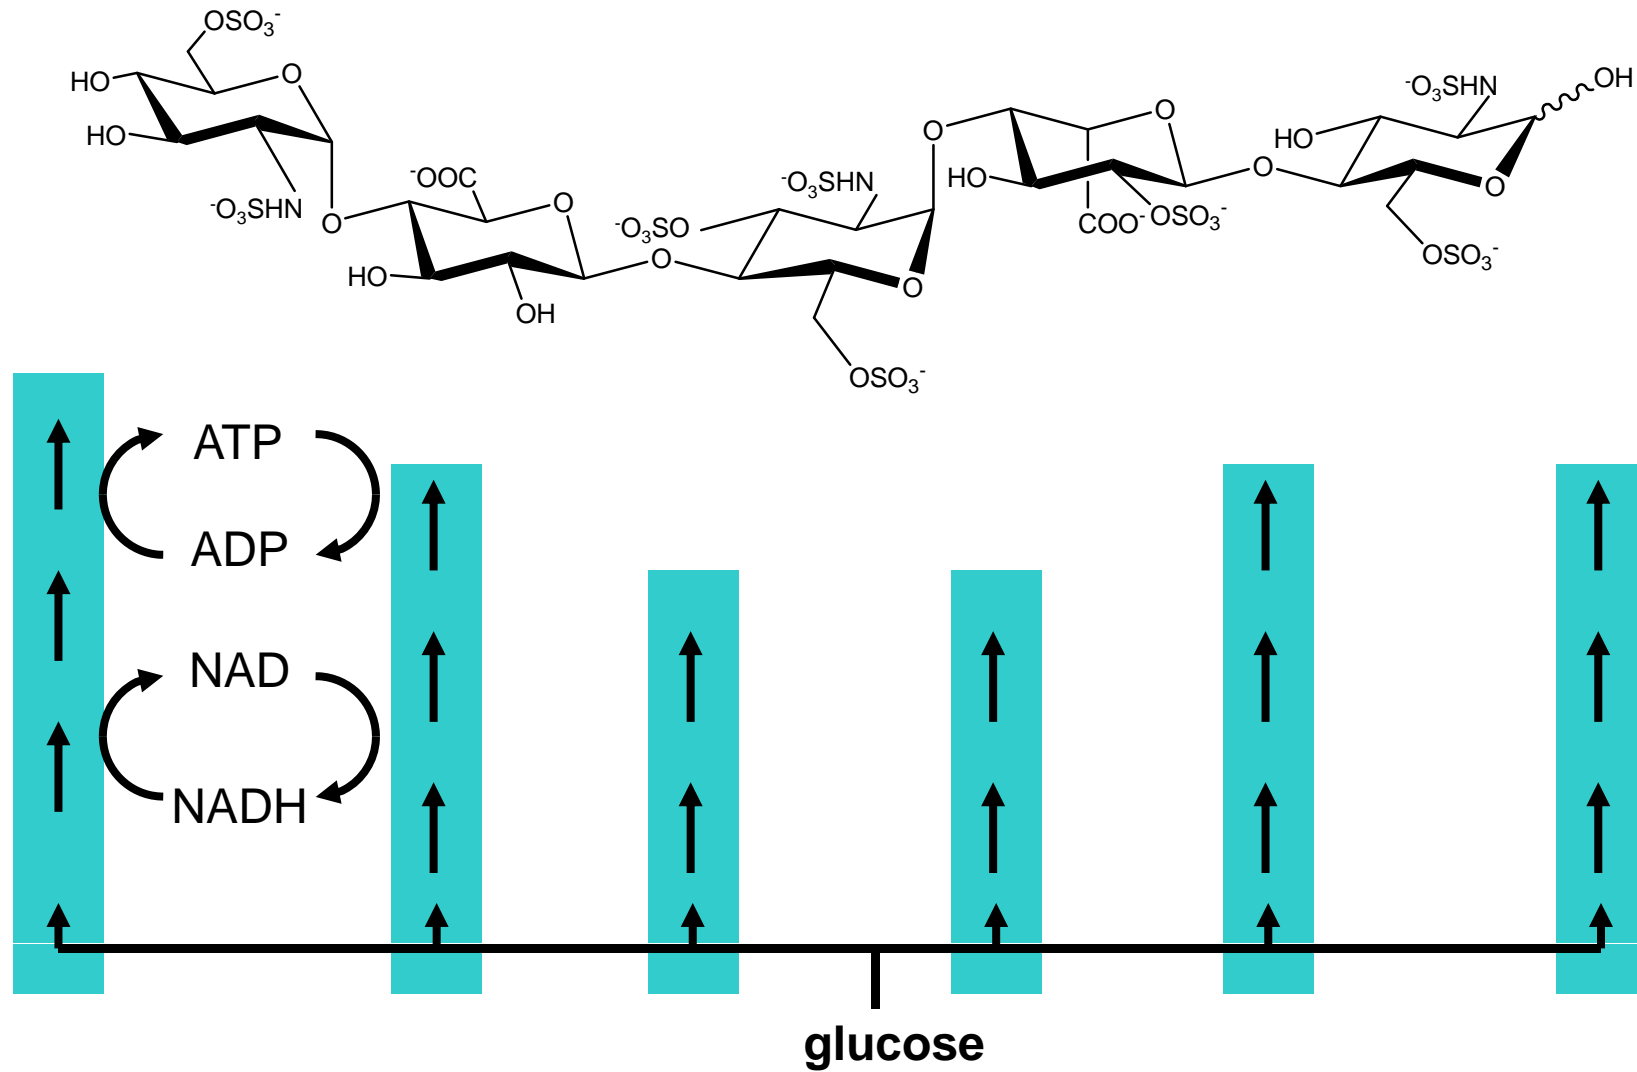 OSO₃⁻
HO
O
HO
⁻O₃SHN
O
⁻OOC
O
HO
OH
O
⁻O₃SO
⁻O₃SHN
O
OSO₃⁻
O
O
HO
COO⁻
OSO₃⁻
O
HO
⁻O₃SHN
OH
O
OSO₃⁻
ATP
ADP
NAD
NADH
glucose